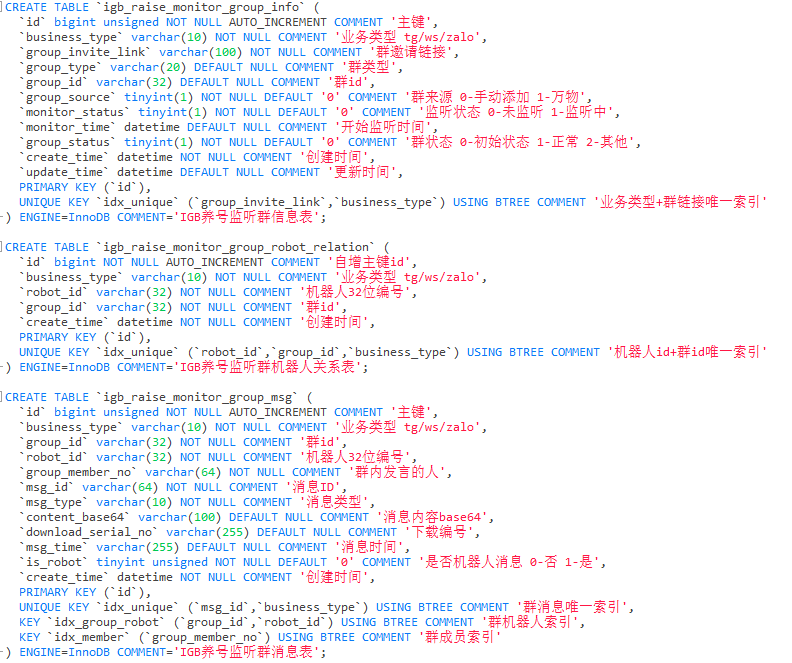 CREATE TABLE `igb_raise_monitor_group_info` (
`id` bigint unsigned NOT NULL AUTO_INCREMENT COMMENT '主键',
`business_type` varchar(10) NOT NULL COMMENT '业务类型 tg/ws/zalo',
`group_invite_link` varchar(100) NOT NULL COMMENT '群邀请链接',
`group_type` varchar(20) DEFAULT NULL COMMENT '群类型',
`group_id` varchar(32) DEFAULT NULL COMMENT '群id',
`group_source` tinyint(1) NOT NULL DEFAULT '0' COMMENT '群来源 0-手动添加 1-万物',
`monitor_status` tinyint(1) NOT NULL DEFAULT '0' COMMENT '监听状态 0-未监听 1-监听中',
`monitor_time` datetime DEFAULT NULL COMMENT '开始监听时间',
`group_status` tinyint(1) NOT NULL DEFAULT '0' COMMENT '群状态 0-初始状态 1-正常 2-其他',
`create_time` datetime NOT NULL COMMENT '创建时间',
`update_time` datetime DEFAULT NULL COMMENT '更新时间',
PRIMARY KEY (`id`),
UNIQUE KEY `idx_unique` (`group_invite_link`,`business_type`) USING BTREE COMMENT '业务类型+群链接唯一索引'
) ENGINE=InnoDB COMMENT='IGB养号监听群信息表';
CREATE TABLE `igb_raise_monitor_group_robot_relation` (
`id` bigint NOT NULL AUTO_INCREMENT COMMENT '自增主键id',
`business_type` varchar(10) NOT NULL COMMENT '业务类型 tg/ws/zalo',
`robot_id` varchar(32) NOT NULL COMMENT '机器人32位编号',
`group_id` varchar(32) NOT NULL COMMENT '群id',
`create_time` datetime NOT NULL COMMENT '创建时间',
PRIMARY KEY (`id`),
UNIQUE KEY `idx_unique` (`robot_id`,`group_id`,`business_type`) USING BTREE COMMENT '机器人id+群id唯一索引'
) ENGINE=InnoDB COMMENT='IGB养号监听群机器人关系表';
CREATE TABLE `igb_raise_monitor_group_msg` (
`id` bigint unsigned NOT NULL AUTO_INCREMENT COMMENT '主键',
`business_type` varchar(10) NOT NULL COMMENT '业务类型 tg/ws/zalo',
`group_id` varchar(32) NOT NULL COMMENT '群id',
`robot_id` varchar(32) NOT NULL COMMENT '机器人32位编号',
`group_member_no` varchar(64) NOT NULL COMMENT '群内发言的人',
`msg_id` varchar(64) NOT NULL COMMENT '消息ID',
`msg_type` varchar(10) NOT NULL COMMENT '消息类型',
`content_base64` varchar(100) DEFAULT NULL COMMENT '消息内容base64',
`download_serial_no` varchar(255) DEFAULT NULL COMMENT '下载编号',
`msg_time` varchar(255) DEFAULT NULL COMMENT '消息时间',
`is_robot` tinyint unsigned NOT NULL DEFAULT '0' COMMENT '是否机器人消息 0-否 1-是',
`create_time` datetime NOT NULL COMMENT '创建时间',
PRIMARY KEY (`id`),
UNIQUE KEY `idx_unique` (`msg_id`,`business_type`) USING BTREE COMMENT '群消息唯一索引',
KEY `idx_group_robot` (`group_id`,`robot_id`) USING BTREE COMMENT '群机器人索引',
KEY `idx_member` (`group_member_no`) USING BTREE COMMENT '群成员索引'
) ENGINE=InnoDB COMMENT='IGB养号监听群消息表';